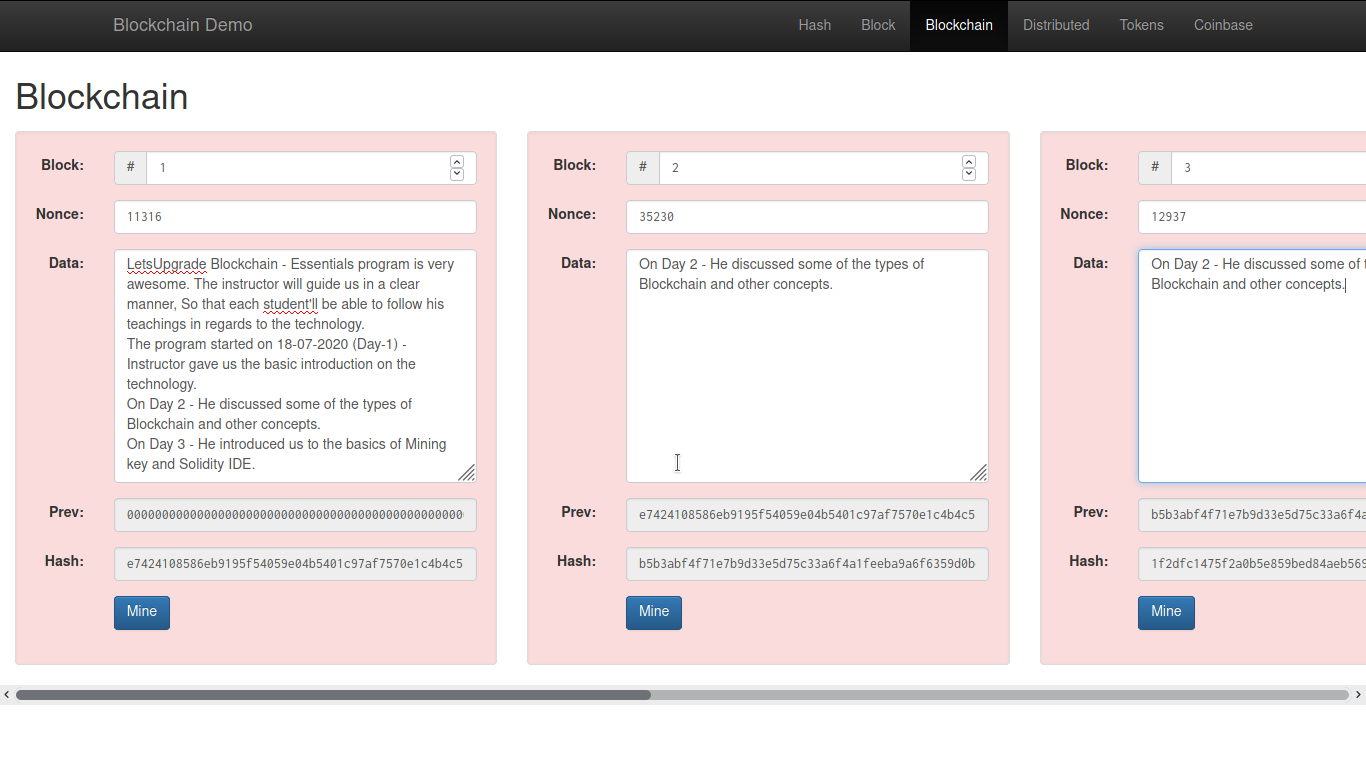 Blockchain Demo
Hash Block Blockchain Distributed Tokens Coinbase
Blockchain
Block: # 1
Nonce: 11316
Data: LetsUpgrade Blockchain - Essentials program is very
awesome. The instructor will guide us in a clear
manner, So that each student'll be able to follow his
teachings in regards to the technology.
The program started on 18-07-2020 (Day-1) -
Instructor gave us the basic introduction on the
technology.
On Day 2 - He discussed some of the types of
Blockchain and other concepts.
On Day 3 - He introduced us to the basics of Mining
key and Solidity IDE.
Prev: 000000000000000000000000000000000000000000000000
Hash: e7424108586eb9195f54059e04b5401c97af7570e1c4b4c5
Mine
Block: # 2
Nonce: 35230
Data: On Day 2 - He discussed some of the types of
Blockchain and other concepts.
Prev: e7424108586eb9195f54059e04b5401c97af7570e1c4b4c5
Hash: b5b3abf4f71e7b9d33e5d75c33a6f4a1feeba9a6f6359d0b
Mine
Block: # 3
Nonce: 12937
Data: On Day 2 - He discussed some of
Blockchain and other concepts.
Prev: b5b3abf4f71e7b9d33e5d75c33a6f4a
Hash: 1f2dfc1475f2a0b5e859bed84aeb569
Mine